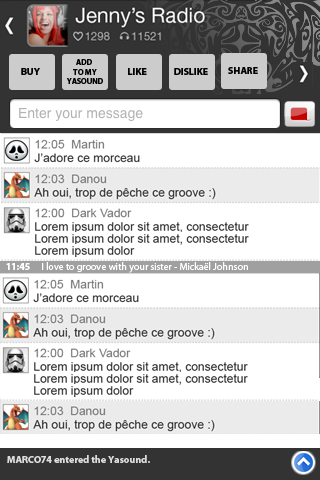 Jenny's Radio
1298 11521
BUY
ADD
TO MY
YASOUND
LIKE
DISLIKE
SHARE
Enter your message
12:05 Martin
J'adore ce morceau
12:03 Danou
Ah oui, trop de pêche ce groove :)
12:00 Dark Vador
Lorem ipsum dolor sit amet, consectetur
Lorem ipsum dolor sit amet, consectetur
Lorem ipsum dolor
11:45 I love to groove with your sister - Mickaël Johnson
12:05 Martin
J'adore ce morceau
12:03 Danou
Ah oui, trop de pêche ce groove :)
12:00 Dark Vador
Lorem ipsum dolor sit amet, consectetur
Lorem ipsum dolor sit amet, consectetur
Lorem ipsum dolor
12:03 Danou
Ah oui, trop de pêche ce groove :)
MARCO74 entered the Yasound.